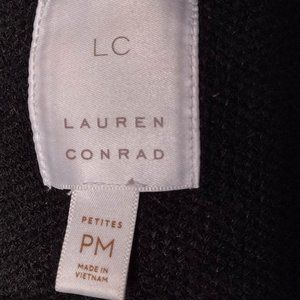 LC
LAUREN
CONRAD
PETITES
PM
MADE IN
VIETNAM